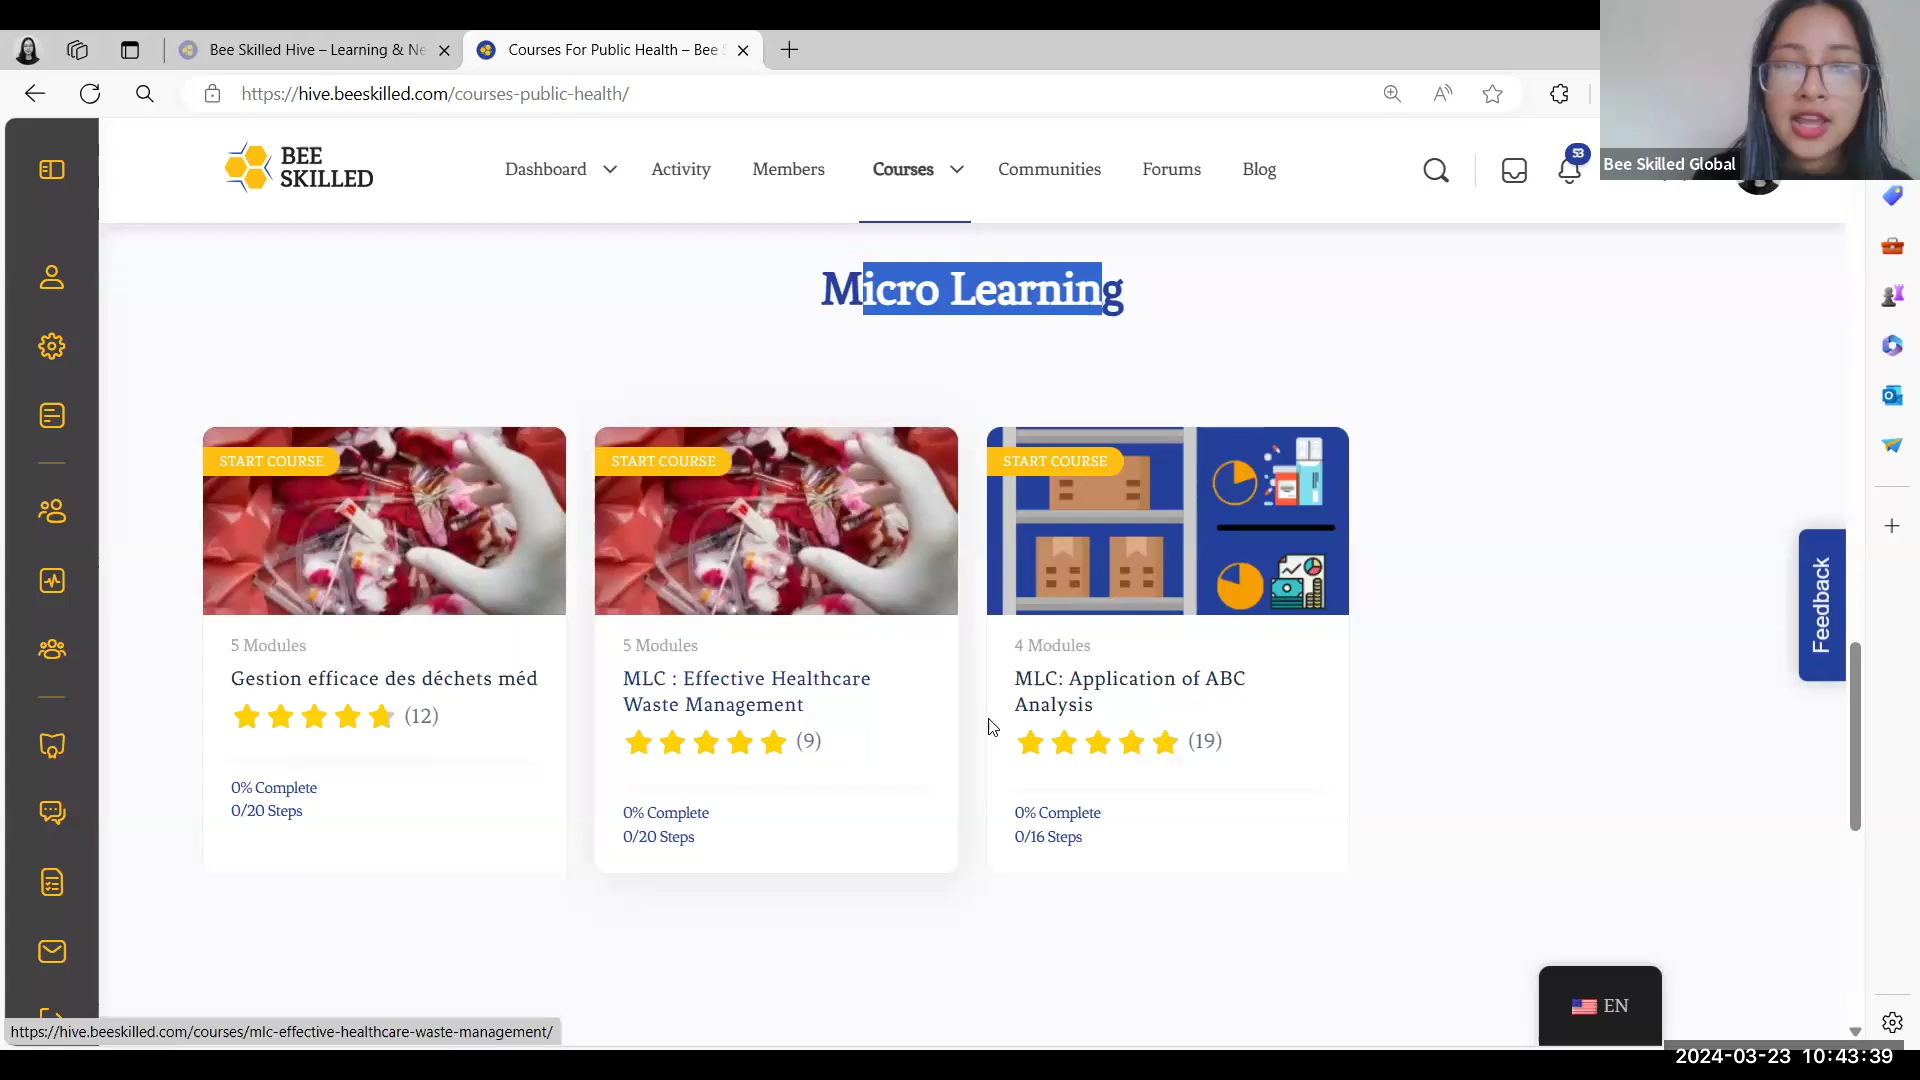 Bee Skilled Hive – Learning & Ne
Courses For Public Health – Bee S
https://hive.beeskilled.com/courses-public-health/
Bee Skilled Global
BEE
SKILLED
Dashboard
Activity
Members
Courses
Communities
Forums
Blog
53
Micro Learning
START COURSE
5 Modules
Gestion efficace des déchets méd
(12)
0% Complete
0/20 Steps
START COURSE
5 Modules
MLC : Effective Healthcare
Waste Management
(9)
0% Complete
0/20 Steps
START COURSE
4 Modules
MLC: Application of ABC
Analysis
(19)
0% Complete
0/16 Steps
Feedback
EN
https://hive.beeskilled.com/courses/mlc-effective-healthcare-waste-management/
2024-03-23 10:43:39